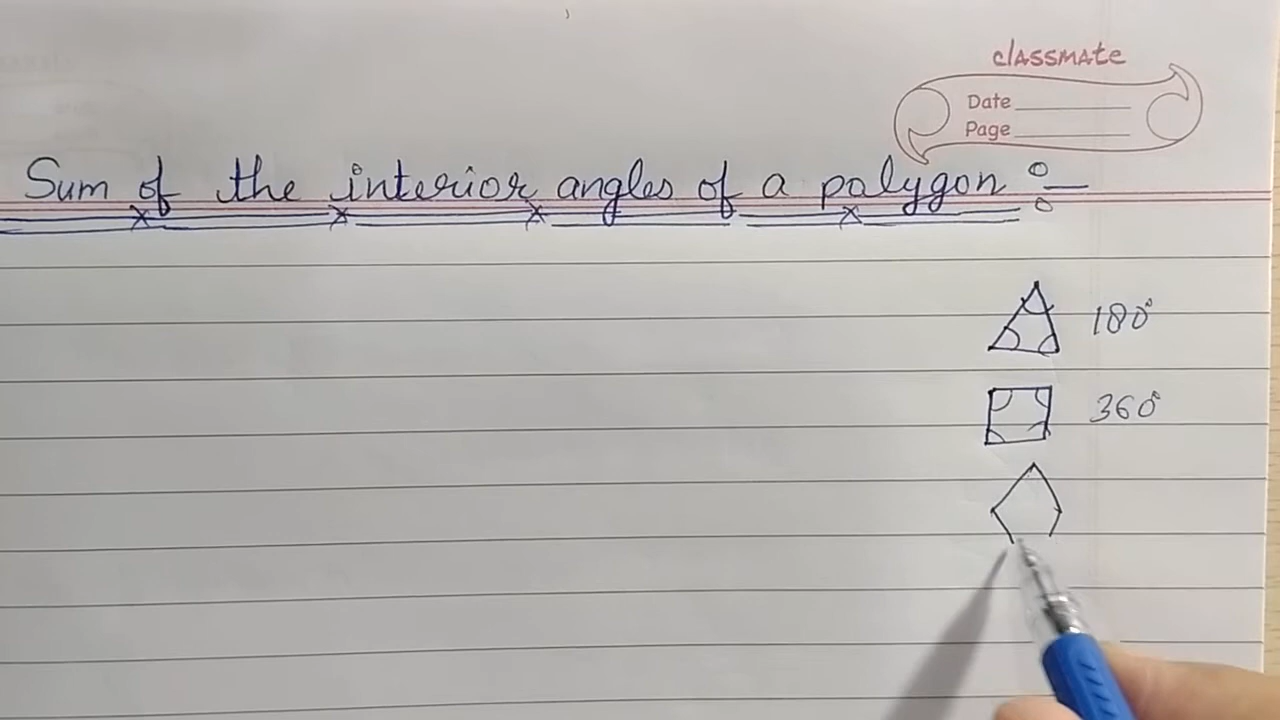 classmate
Date
Page
Sum of the interior angles of a polygon :-
180°
360°